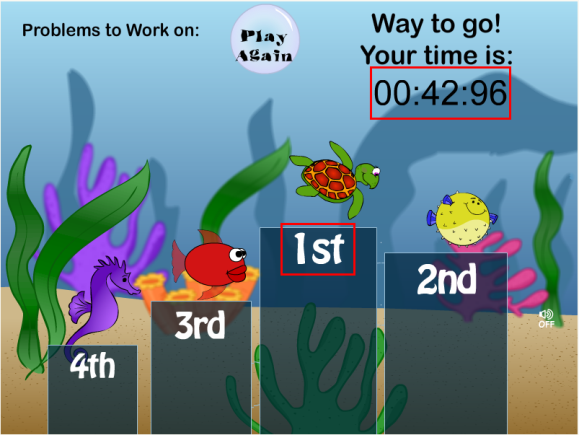 Problems to Work on:
Play
Again
Way to go!
Your time is:
00:42:96
1st
2nd
3rd
4th
OFF